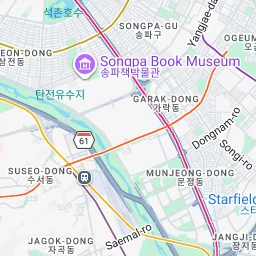 석촌호수
SONGPA-GU
송파구
Yangjae-da
EON-DONG
삼전동
OGEUM
Songpa Book Museum
송파책박물관
탄천유수지
GARAK-DONG
가락동
Dongnam-ro
61
Songi-ro
SUSEO-DONG
수서동
MUNJEONG-DONG
문정동
Starfield
스타
JANGJI-D
장지동
JAGOK-DONG
자곡동
Saemal-ro